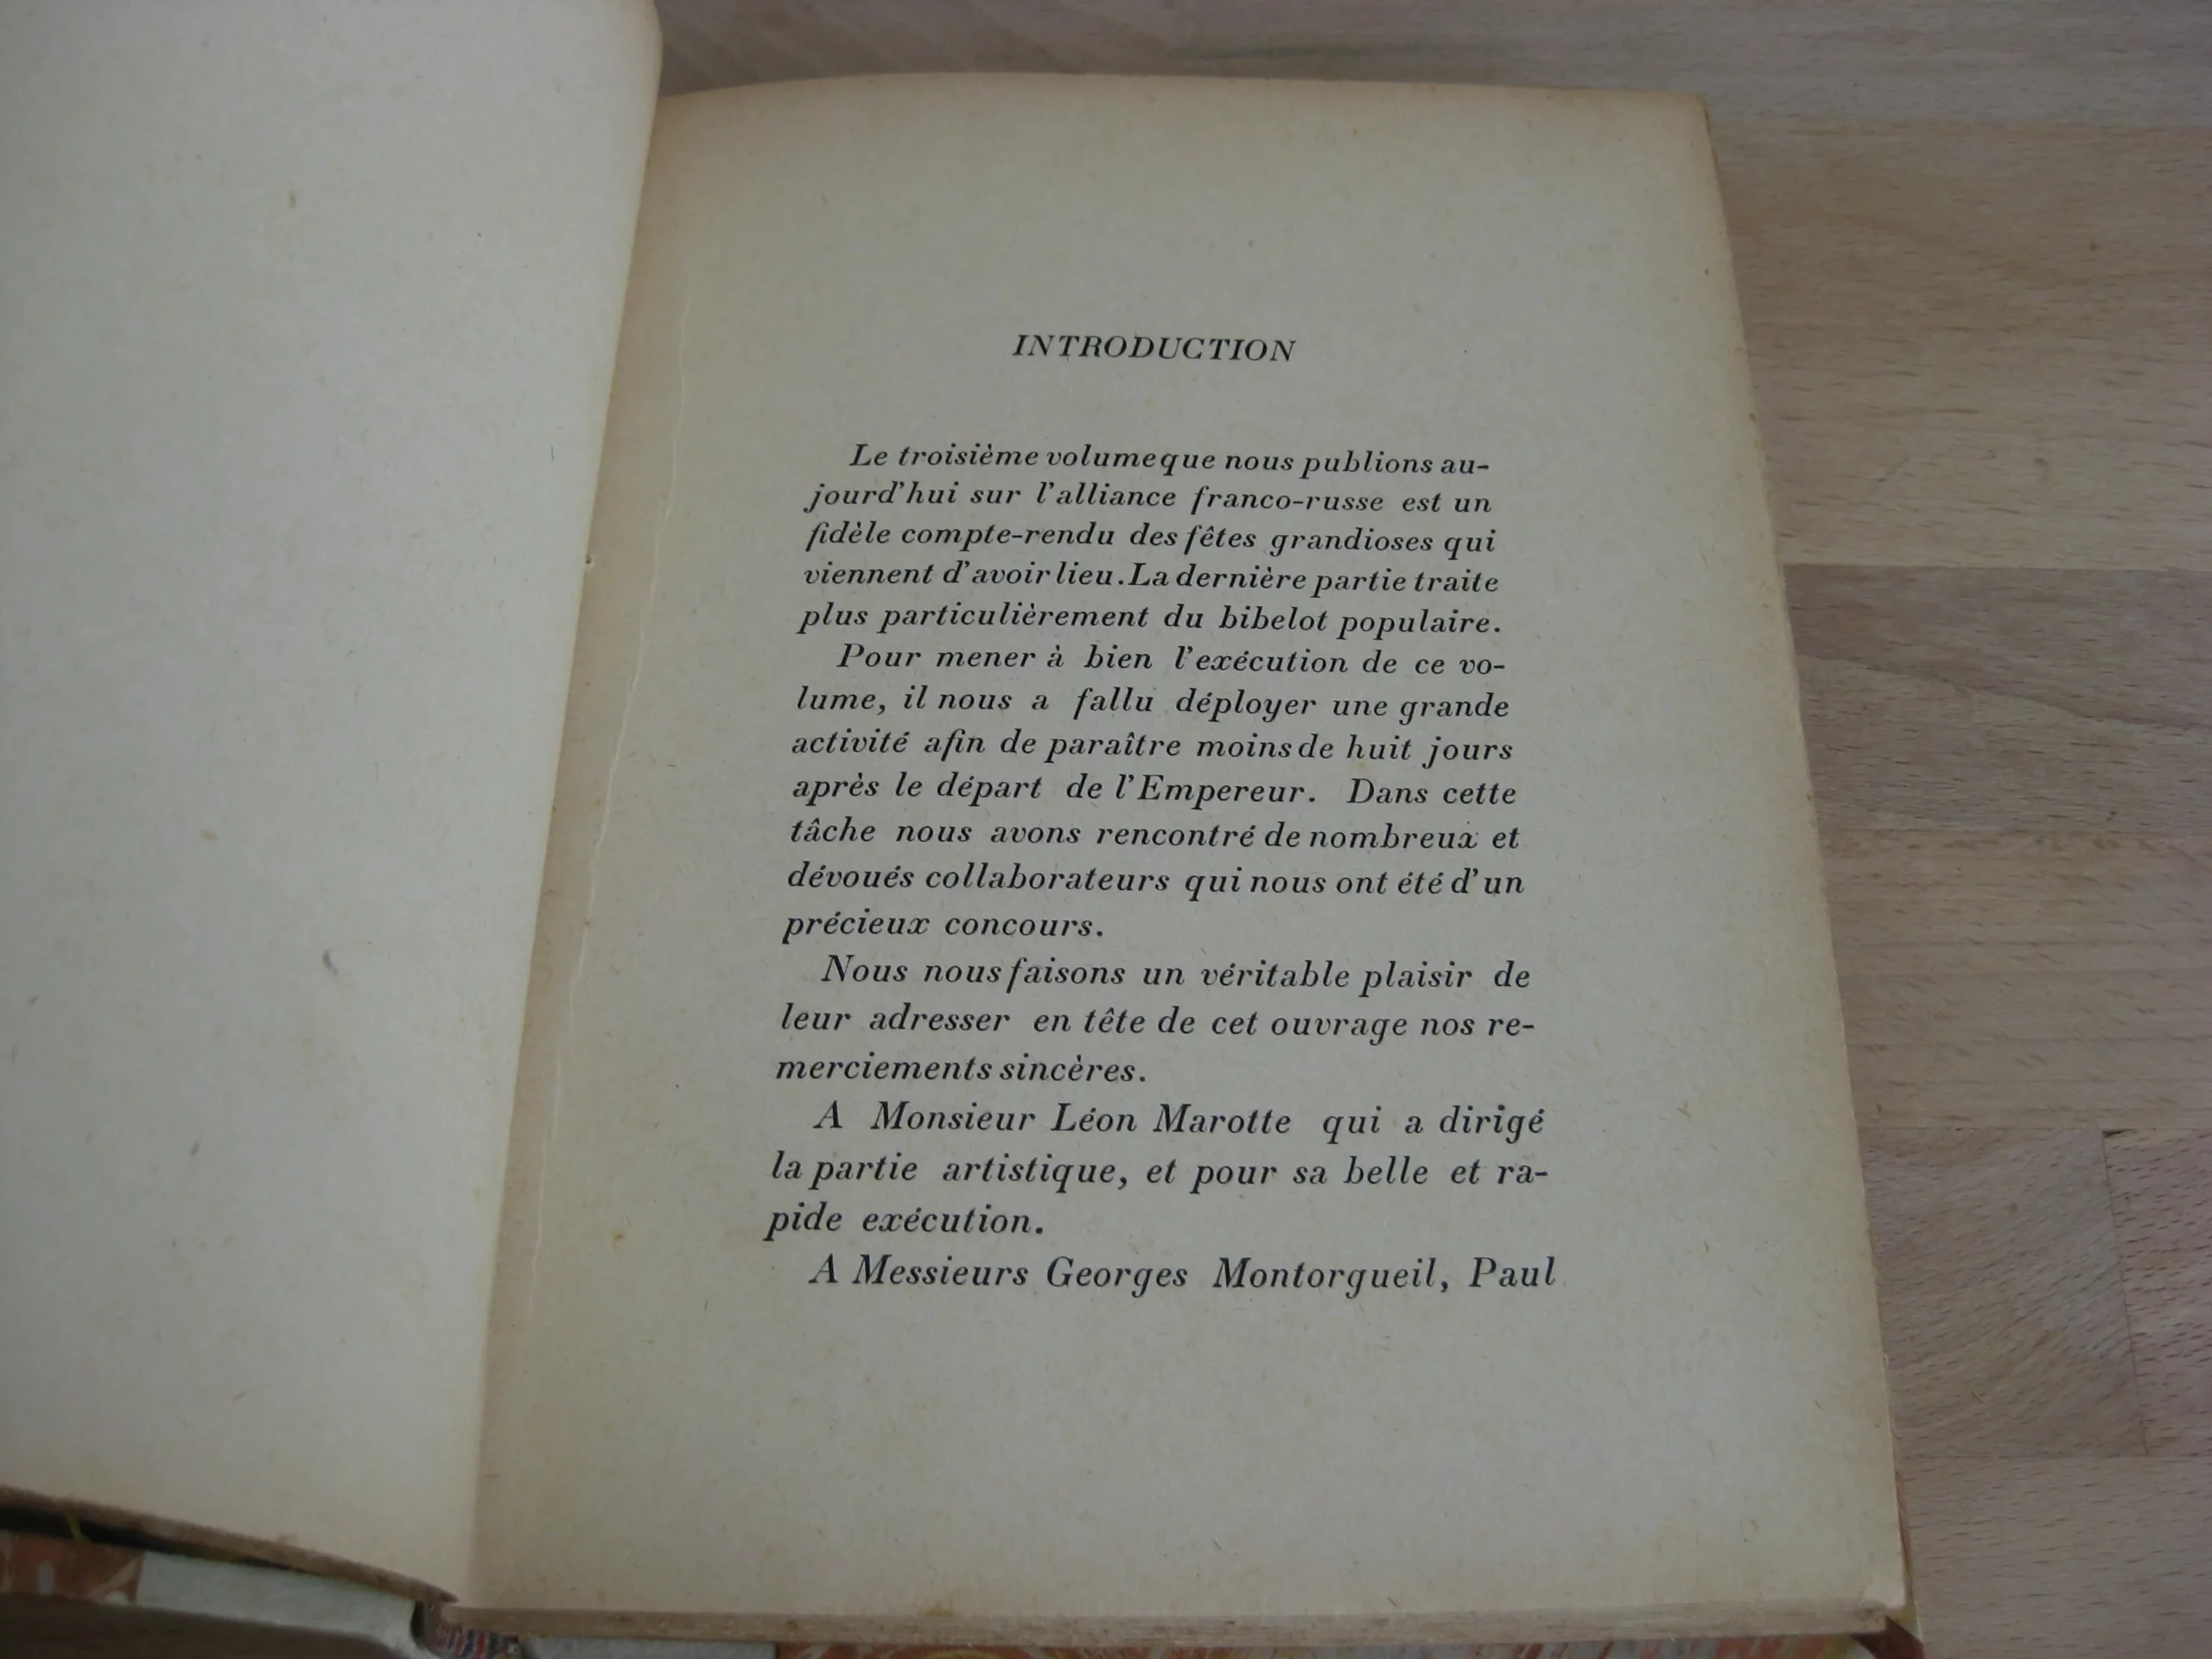 INTRODUCTION
Le troisième volume que nous publions au-
jourd'hui sur l'alliance franco-russe est un
fidèle compte-rendu des fêtes grandioses qui
viennent d'avoir lieu. La dernière partie traite
plus particulièrement du bibelot populaire.
Pour mener à bien l'exécution de ce vo-
lume, il nous a fallu déployer une grande
activité afin de paraître moins de huit jours
après le départ de l'Empereur. Dans cette
tâche nous avons rencontré de nombreux et
dévoués collaborateurs qui nous ont été d'un
précieux concours.
Nous nous faisons un véritable plaisir de
leur adresser en tête de cet ouvrage nos re-
merciements sincères.
A Monsieur Léon Marotte qui a dirigé
la partie artistique, et pour sa belle et ra-
pide exécution.
A Messieurs Georges Montorgueil, Paul